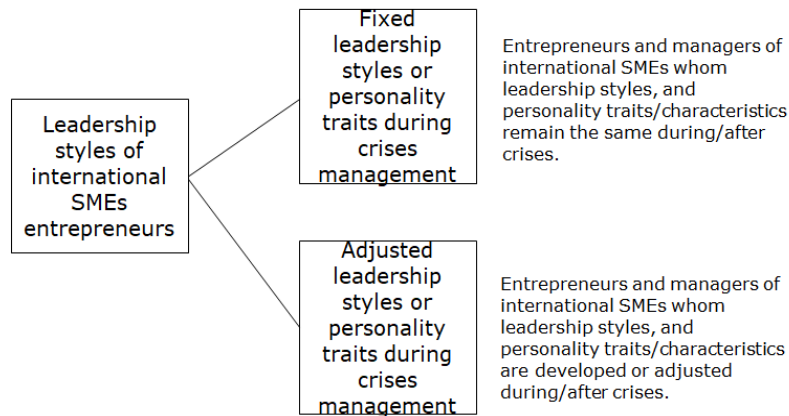 Leadership
styles of
international
SMEs
entrepreneurs
Fixed
leadership
styles or
personality
traits during
crises
management
Entrepreneurs and managers of
international SMEs whom
leadership styles, and
personality traits/characteristics
remain the same during/after
crises.
Adjusted
leadership
styles or
personality
traits during
crises
management
Entrepreneurs and managers of
international SMEs whom
leadership styles, and
personality traits/characteristics
are developed or adjusted
during/after crises.